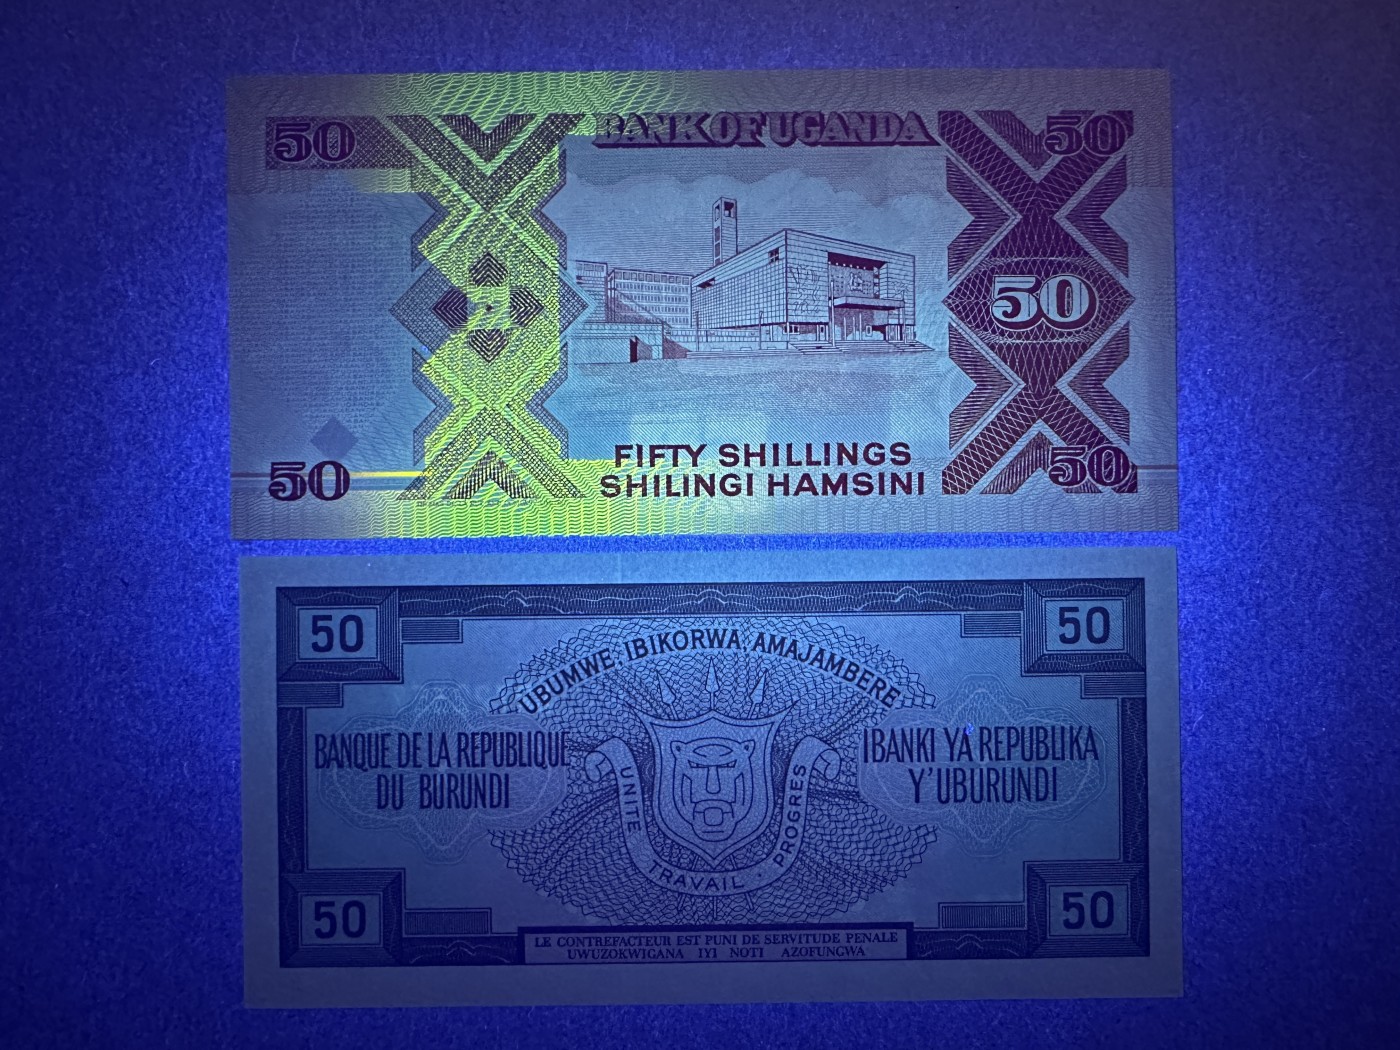 50 BANK OF UGANDA 50
50
FIFTY SHILLINGS
SHILINGI HAMSINI
50 50
50 50
UBUMWE, IBIKORWA, AMAJAMBERE
BANQUE DE LA REPUBLIQUE
DU BURUNDI
IBANKI YA REPUBLIKA
Y'UBURUNDI
UNITE · TRAVAIL · PROGRES
50 50
LE CONTREFACTEUR EST PUNI DE SERVITUDE PENALE
UWUZOKWIGANA IYI NOTI AZOFUNGWA